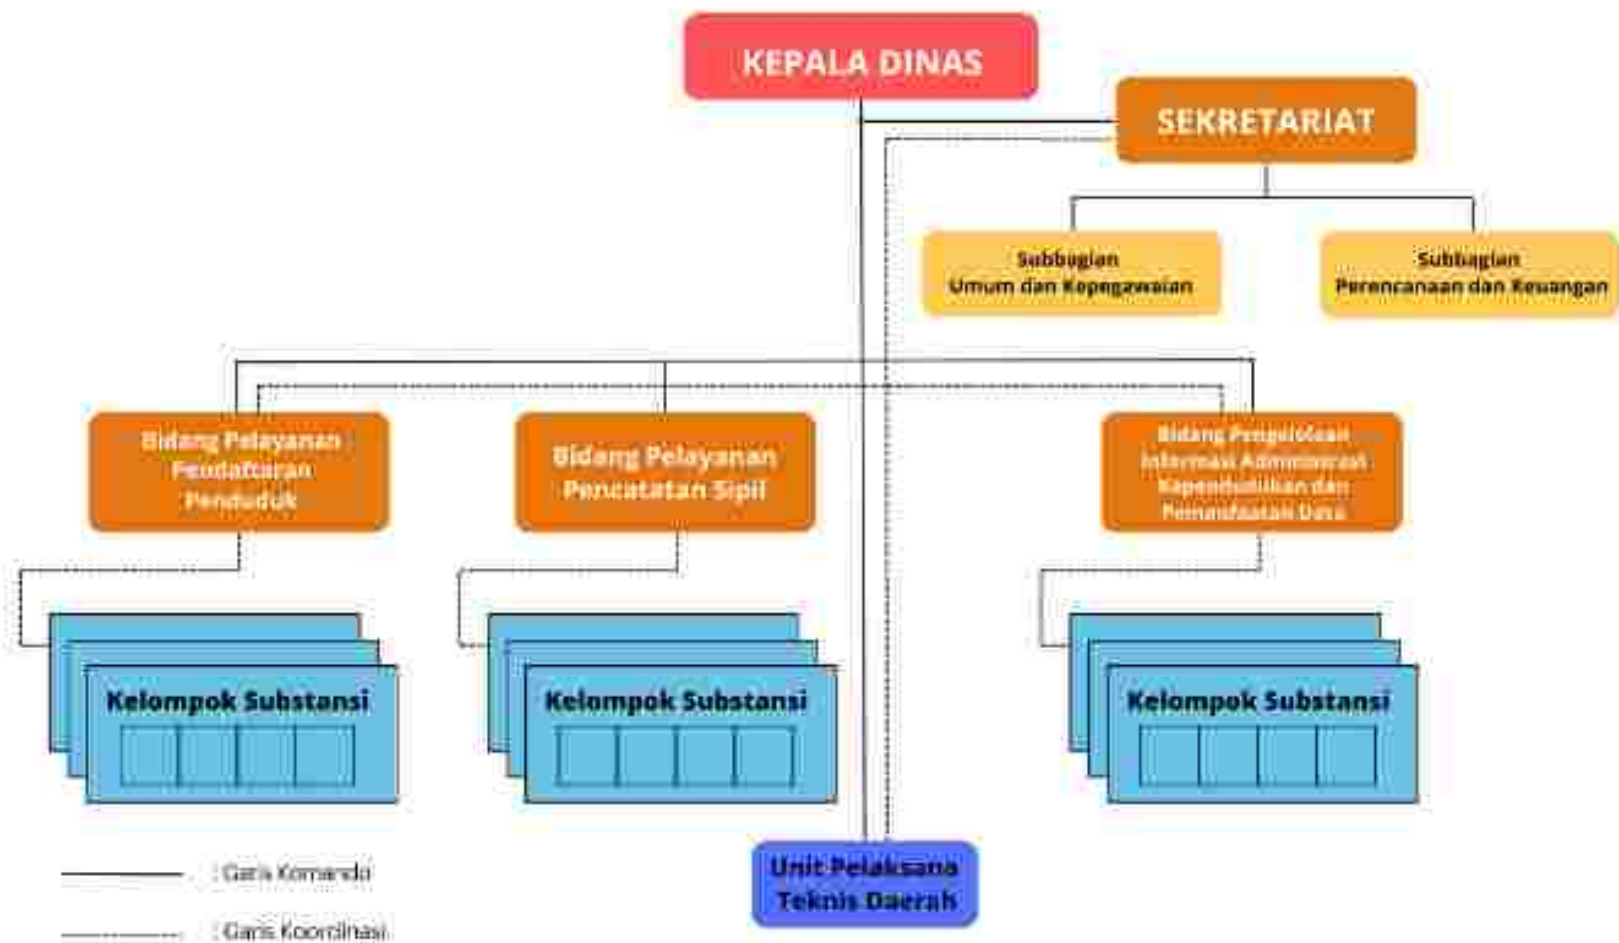 KEPALA DINAS
SEKRETARIAT
Subbagian
Umum dan Kepegawaian
Subbagian
Perencanaan dan Keuangan
Bidang Pelayanan
Pendaftaran
Penduduk
Bidang Pelayanan
Pencatatan Sipil
Bidang Pengelolaan
Informasi Administrasi
Kependudukan dan
Pemanfaatan Data
Kelompok Substansi
Kelompok Substansi
Kelompok Substansi
Unit Pelaksana
Teknis Daerah
: Garis Komando
: Garis Koordinasi